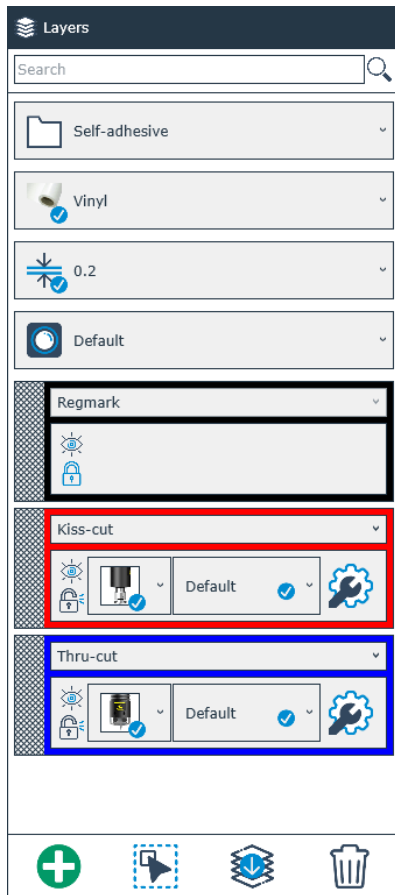 Layers
Search
Self-adhesive
Vinyl
0.2
Default
Regmark
Kiss-cut
Default
Thru-cut
Default